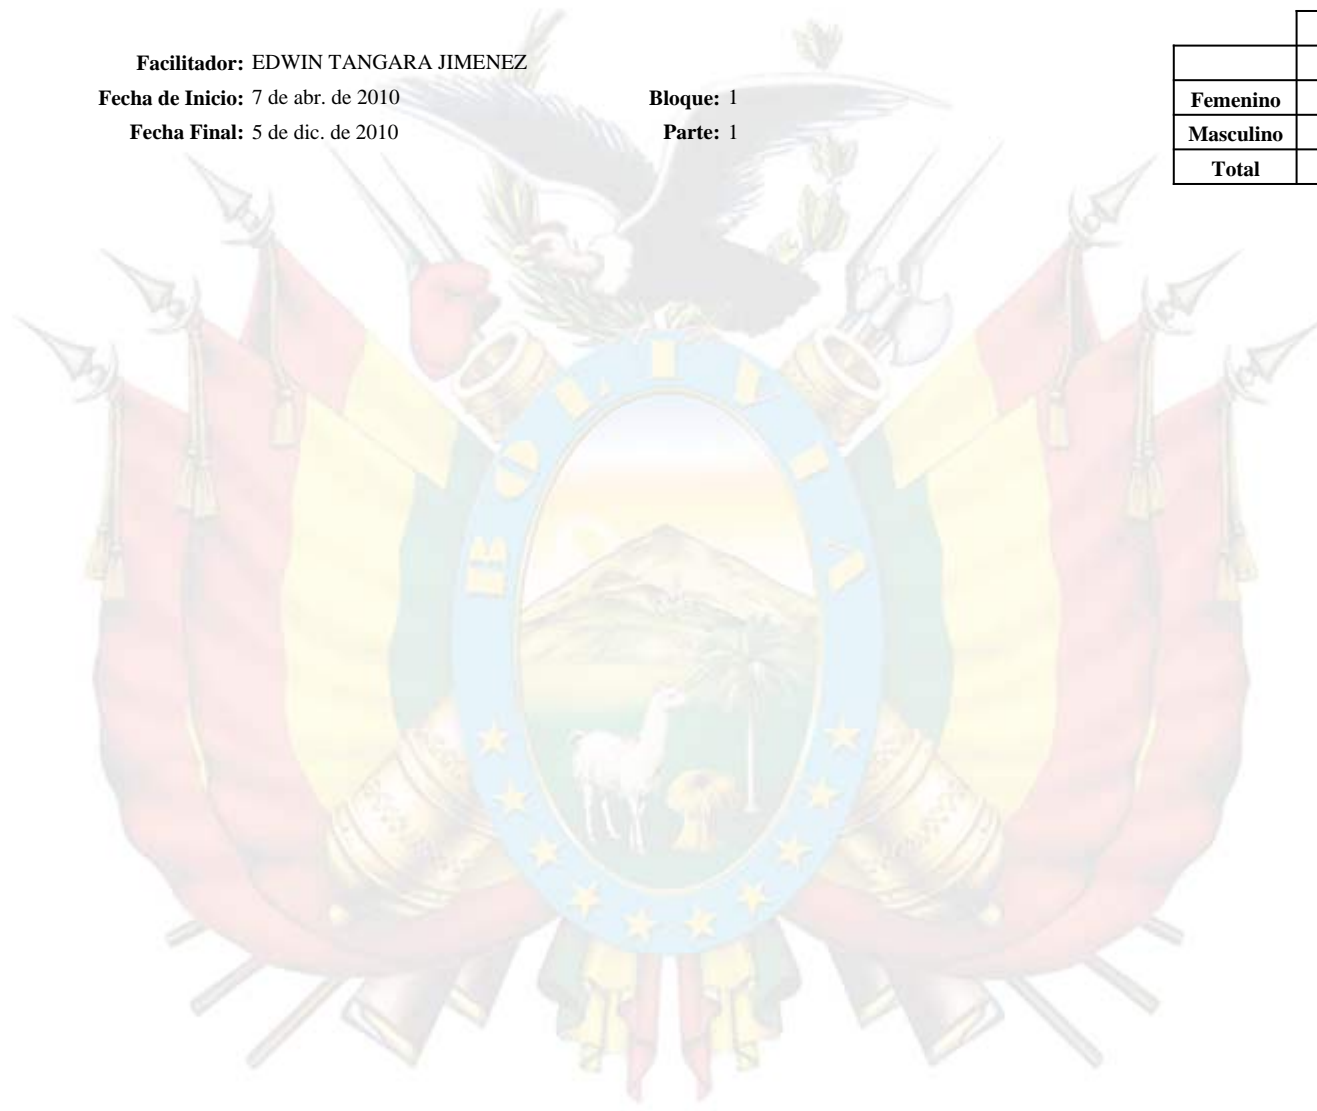 Facilitador: EDWIN TANGARA JIMENEZ
Fecha de Inicio: 7 de abr. de 2010 Bloque: 1
Fecha Final: 5 de dic. de 2010 Parte: 1
Femenino
Masculino
Total
BOLIVIA